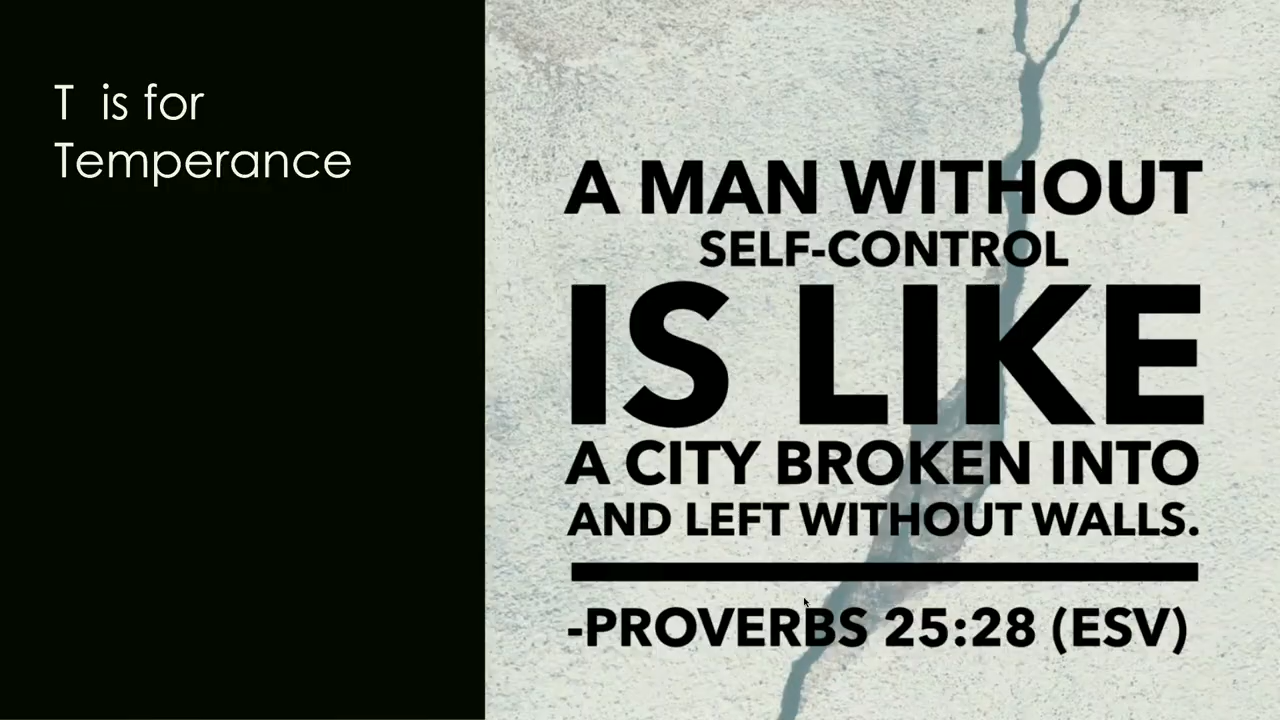 T is for
Temperance
A MAN WITHOUT
SELF-CONTROL
IS LIKE
A CITY BROKEN INTO
AND LEFT WITHOUT WALLS.
-PROVERBS 25:28 (ESV)